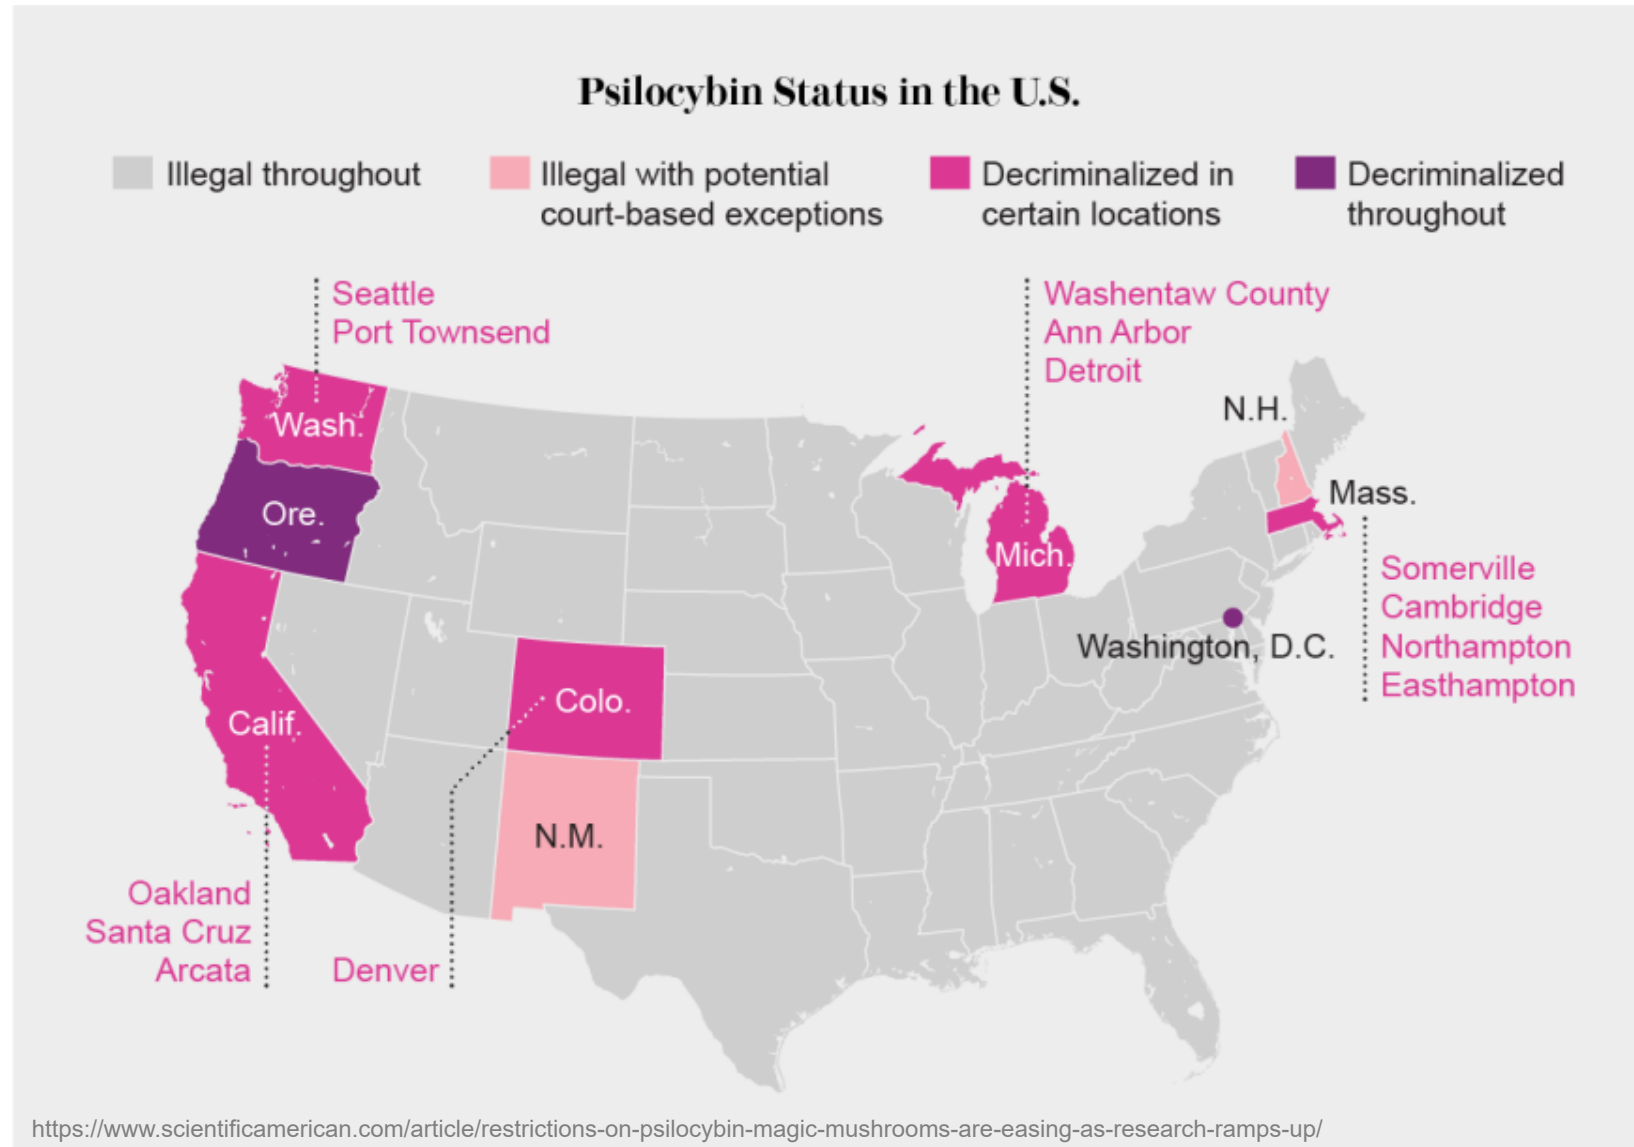 Psilocybin Status in the U.S.
Illegal throughout
Illegal with potential
court-based exceptions
Decriminalized in
certain locations
Decriminalized
throughout
Seattle
Port Townsend
Washentaw County
Ann Arbor
Detroit
N.H.
Wash.
Mass.
Ore.
Mich.
Somerville
Cambridge
Northampton
Easthampton
Washington, D.C.
Colo.
Calif.
N.M.
Oakland
Santa Cruz
Arcata
Denver
https://www.scientificamerican.com/article/restrictions-on-psilocybin-magic-mushrooms-are-easing-as-research-ramps-up/